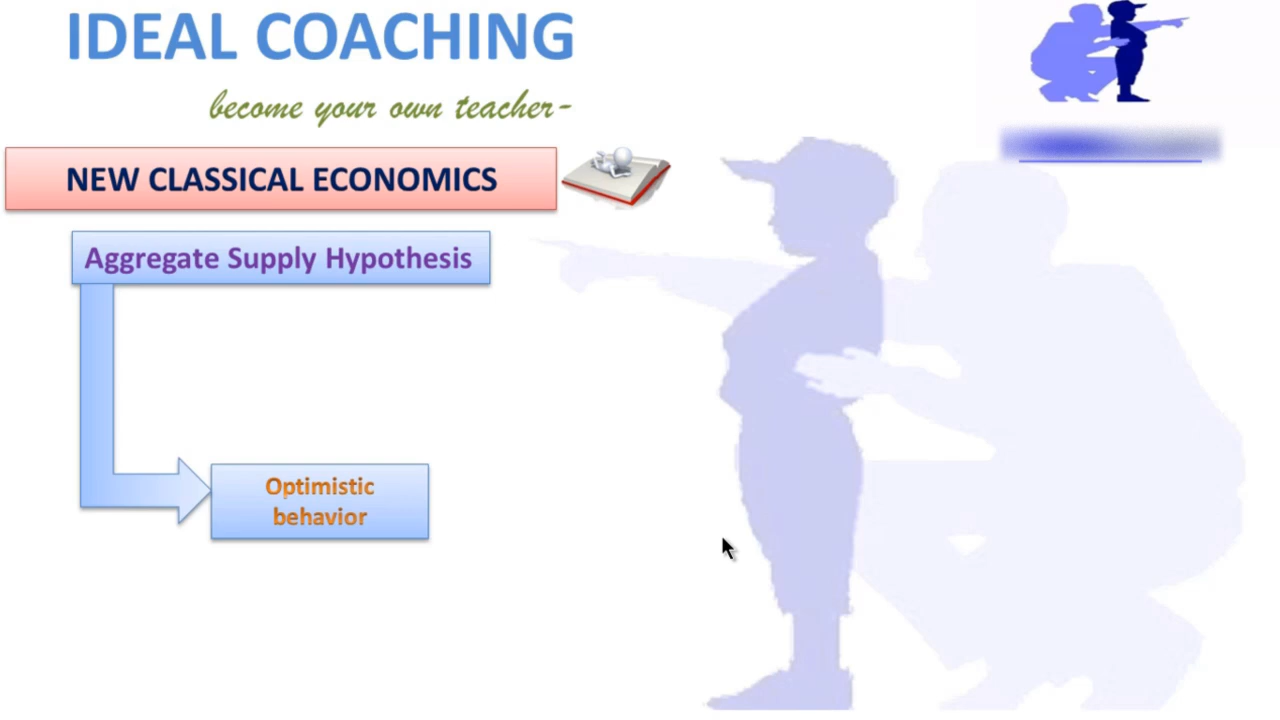 IDEAL COACHING
become your own teacher-
NEW CLASSICAL ECONOMICS
Aggregate Supply Hypothesis
Optimistic
behavior